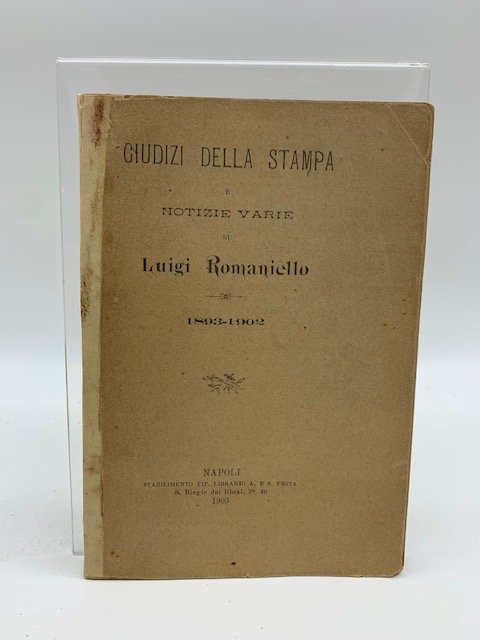 GIUDIZI DELLA STAMPA
E
NOTIZIE VARIE
SU
Luigi Romaniello
1893-1902
NAPOLI
STABILIMENTO TIP. LIBRARIO A. E S. FESTA
S. Biagio dei librai, 39, 40
1903